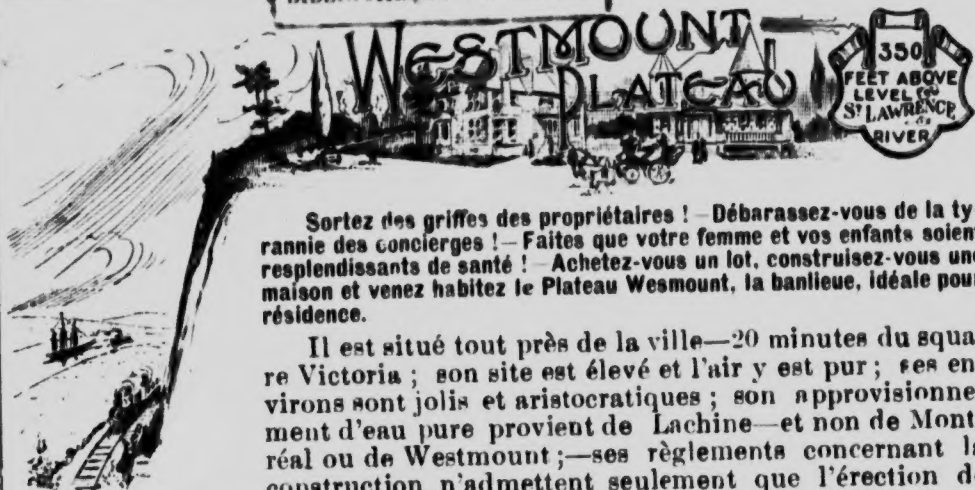 WESTMOUNT
PLATEAU
350
FEET ABOVE
LEVEL
ST LAWRENCE
RIVER
Sortez des griffes des propriétaires ! — Débarassez-vous de la ty
rannie des concierges ! — Faites que votre femme et vos enfants soient
resplendissants de santé ! Achetez-vous un lot, construisez-vous une
maison et venez habitez le Plateau Wesmount, la banlieue, idéale pour
résidence.
Il est situé tout près de la ville—20 minutes du squa
re Victoria ; son site est élevé et l'air y est pur ; ses en
virons sont jolis et aristocratiques ; son approvisionne
ment d'eau pure provient de Lachine—et non de Mont
réal ou de Westmount ;—ses règlements concernant la
construction n'admettent seulement que l'érection d